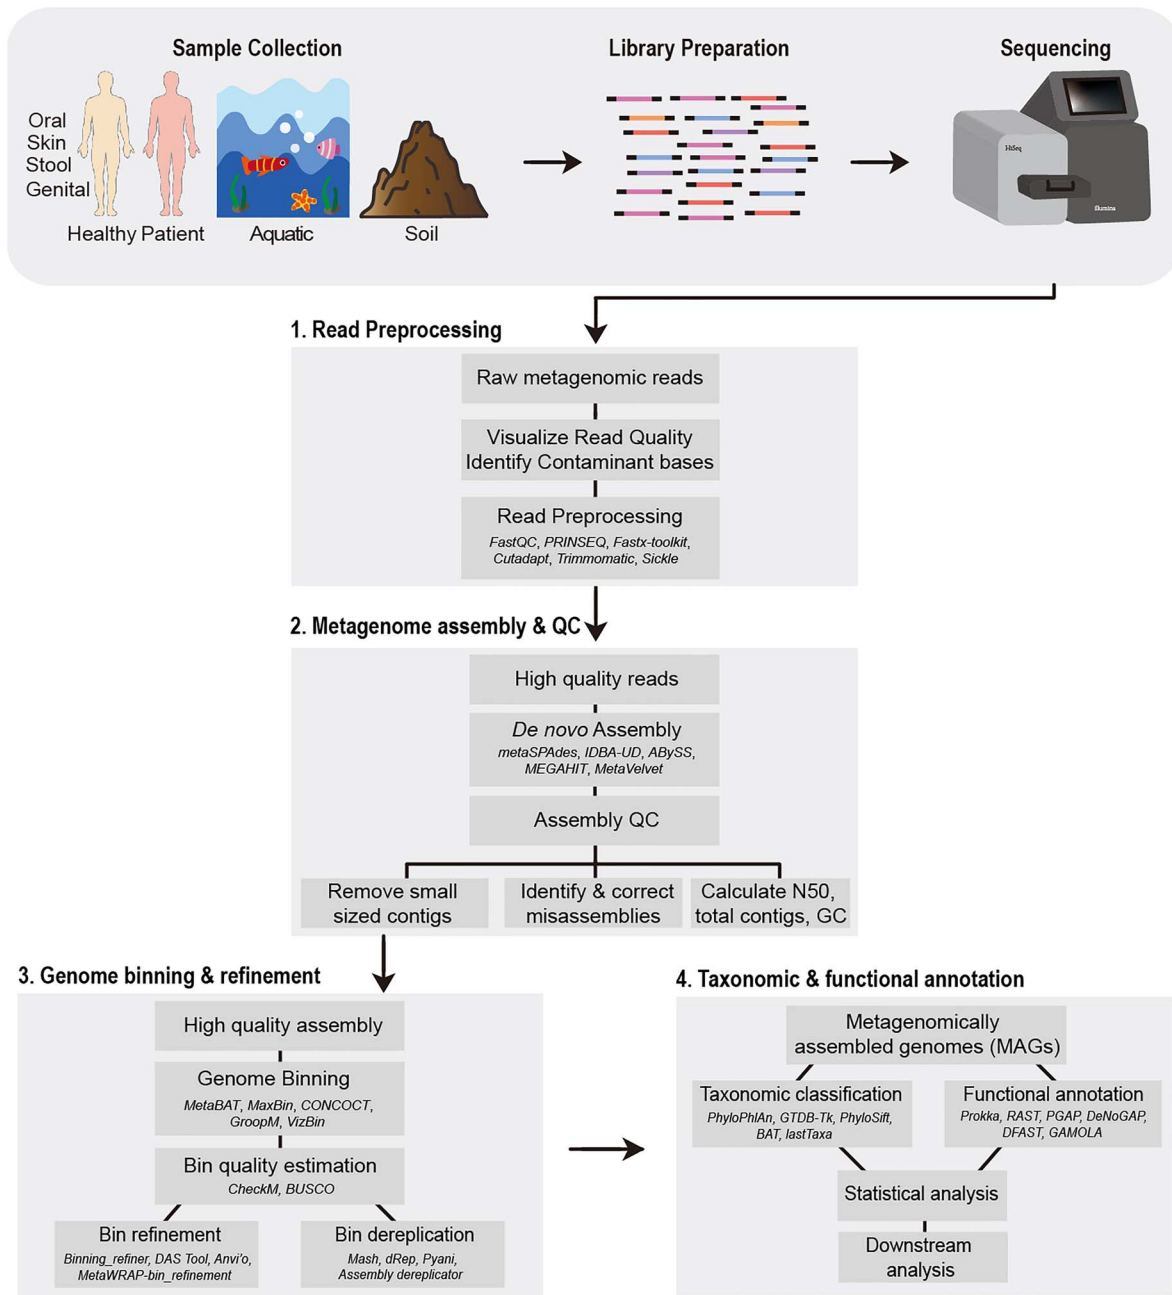 Sample Collection
Library Preparation
Sequencing
Oral
Skin
Stool
Genital
Healthy Patient
Aquatic
Soil
HiSeq
illumina
1. Read Preprocessing
Raw metagenomic reads
Visualize Read Quality
Identify Contaminant bases
Read Preprocessing
FastQC, PRINSEQ, Fastx-toolkit,
Cutadapt, Trimmomatic, Sickle
2. Metagenome assembly & QC
High quality reads
De novo Assembly
metaSPAdes, IDBA-UD, ABySS,
MEGAHIT, MetaVelvet
Assembly QC
Remove small
sized contigs
Identify & correct
misassemblies
Calculate N50,
total contigs, GC
3. Genome binning & refinement
High quality assembly
Genome Binning
MetaBAT, MaxBin, CONCOCT,
GroopM, VizBin
Bin quality estimation
CheckM, BUSCO
Bin refinement
Binning_refiner, DAS Tool, Anvi'o,
MetaWRAP-bin_refinement
Bin dereplication
Mash, dRep, Pyani,
Assembly dereplicator
4. Taxonomic & functional annotation
Metagenomically
assembled genomes (MAGs)
Taxonomic classification
PhyloPhlAn, GTDB-Tk, PhyloSift,
BAT, lastTaxa
Functional annotation
Prokka, RAST, PGAP, DeNoGAP,
DFAST, GAMOLA
Statistical analysis
Downstream
analysis